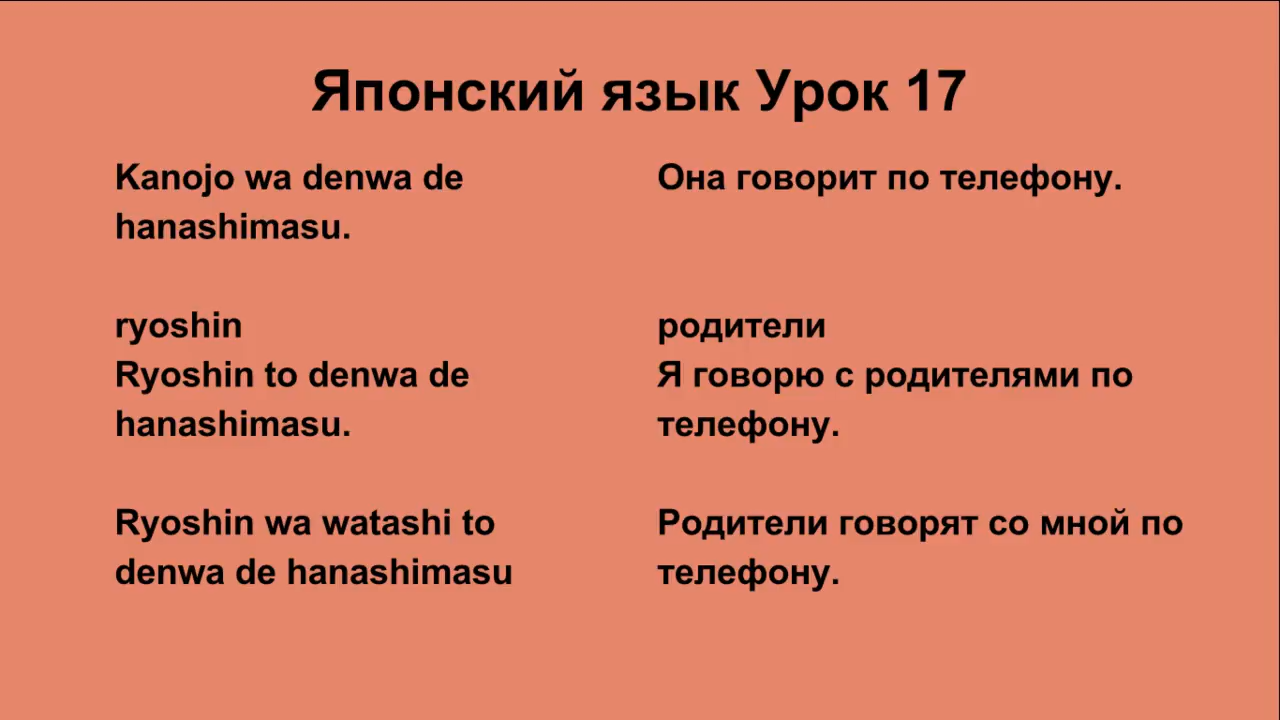 Японский язык Урок 17
Kanojo wa denwa de
hanashimasu.
ryoshin
Ryoshin to denwa de
hanashimasu.
Ryoshin wa watashi to
denwa de hanashimasu
Она говорит по телефону.
родители
Я говорю с родителями по
телефону.
Родители говорят со мной по
телефону.